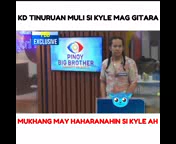 KD TINURUAN MULI SI KYLE MAG GITARA
EXCLUSIVE
PINOY
BIG BROTHER
MUKHANG MAY HAHARANAHIN SI KYLE AH